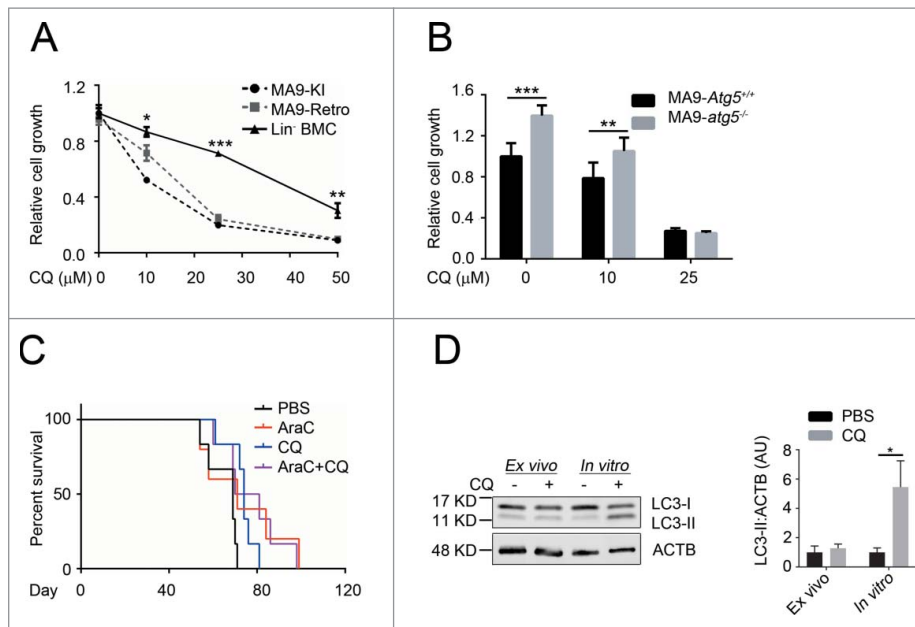 A
1.2
0.8
0.4
0.0
Relative cell growth
MA9-KI
MA9-Retro
Lin⁻ BMC
*
***
**
CQ (µM) 0 10 20 30 40 50
B
1.6
1.2
0.8
0.4
0.0
Relative cell growth
MA9-Atg5+/+
MA9-atg5-/-
***
**
CQ (µM) 0 10 25
C
100
50
0
Percent survival
PBS
AraC
CQ
AraC+CQ
Day 0 40 80 120
D
Ex vivo In vitro
CQ - + - +
17 KD
11 KD
48 KD
LC3-I
LC3-II
ACTB
PBS
CQ
LC3-II:ACTB (AU)
8
6
4
2
0
*
Ex vivo
In vitro